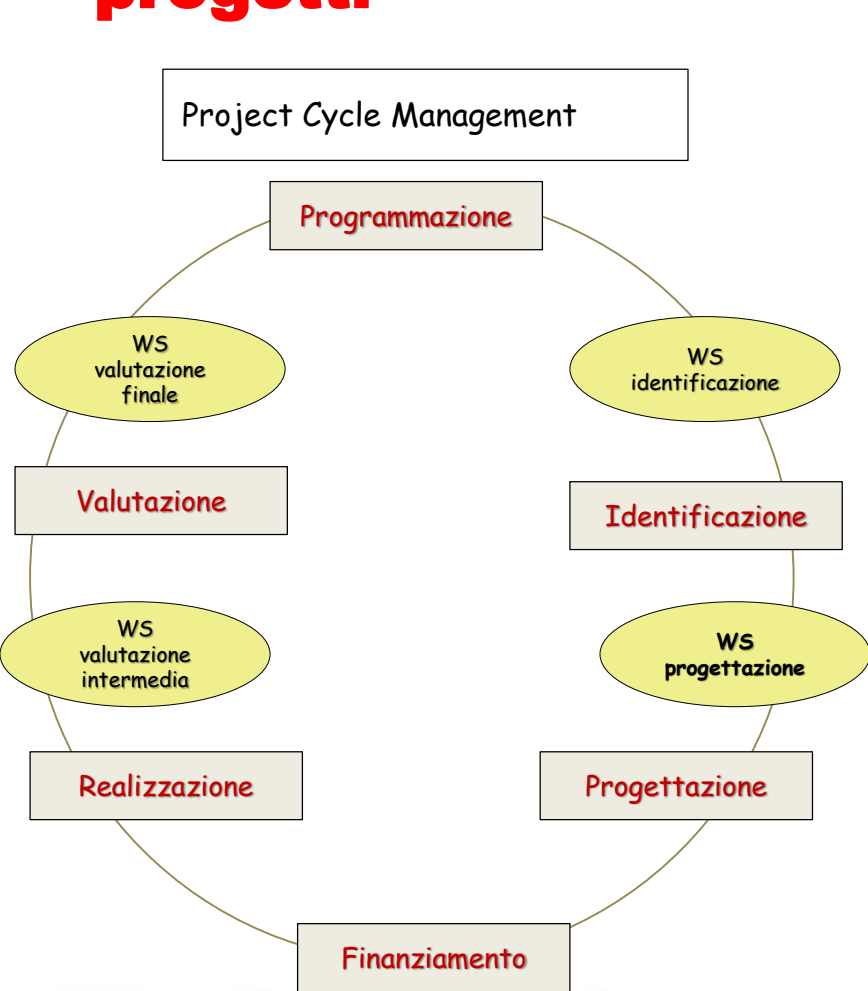 progetti
Project Cycle Management
Programmazione
WS
valutazione
finale
WS
identificazione
Valutazione
Identificazione
WS
valutazione
intermedia
WS
progettazione
Realizzazione
Progettazione
Finanziamento